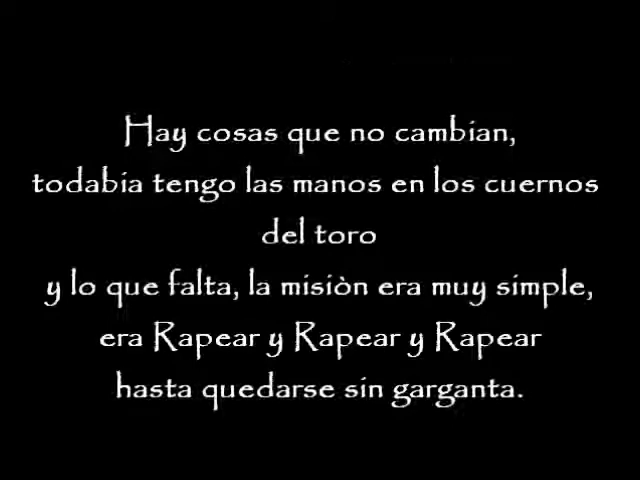 Hay cosas que no cambian,
todabia tengo las manos en los cuernos
del toro
y lo que falta, la misiòn era muy simple,
era Rapear y Rapear y Rapear
hasta quedarse sin garganta.